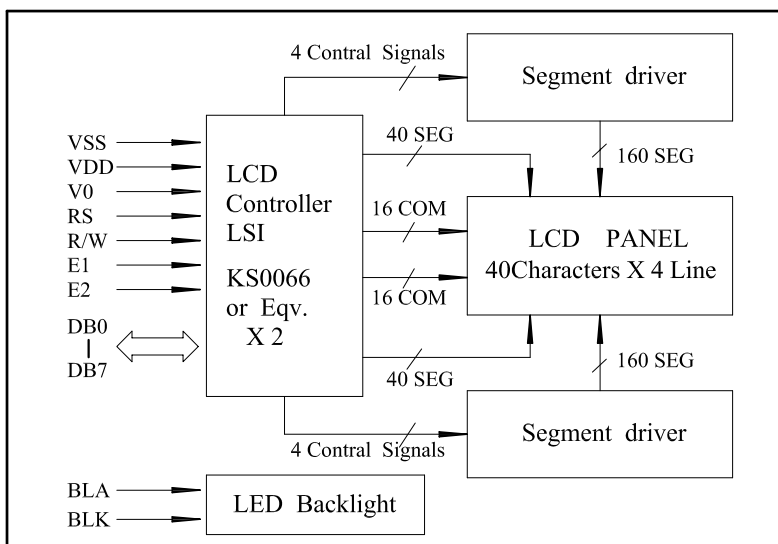 4 Contral Signals
Segment driver
160 SEG
VSS
VDD
V0
RS
R/W
E1
E2
DB0
DB7
LCD
Controller
LSI
KS0066
or Eqv.
X 2
40 SEG
16 COM
16 COM
40 SEG
LCD PANEL
40Characters X 4 Line
160 SEG
4 Contral Signals
Segment driver
BLA
BLK
LED Backlight